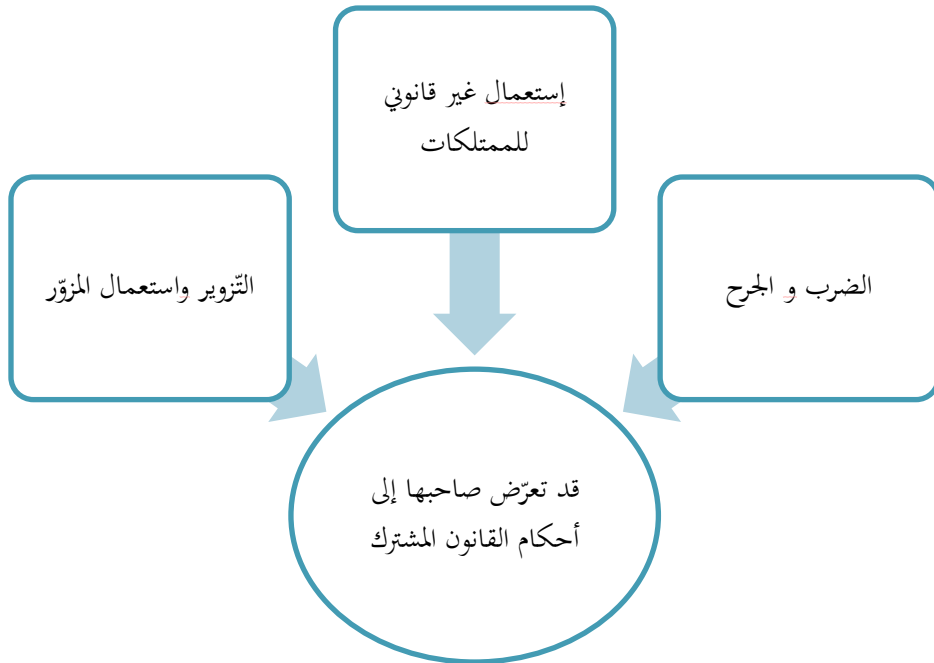 إستعمال غير قانوني
للممتلكات
الضرب و الجرح
التّزوير واستعمال المزوّر
قد تعرّض صاحبها إلى
أحكام القانون المشترك